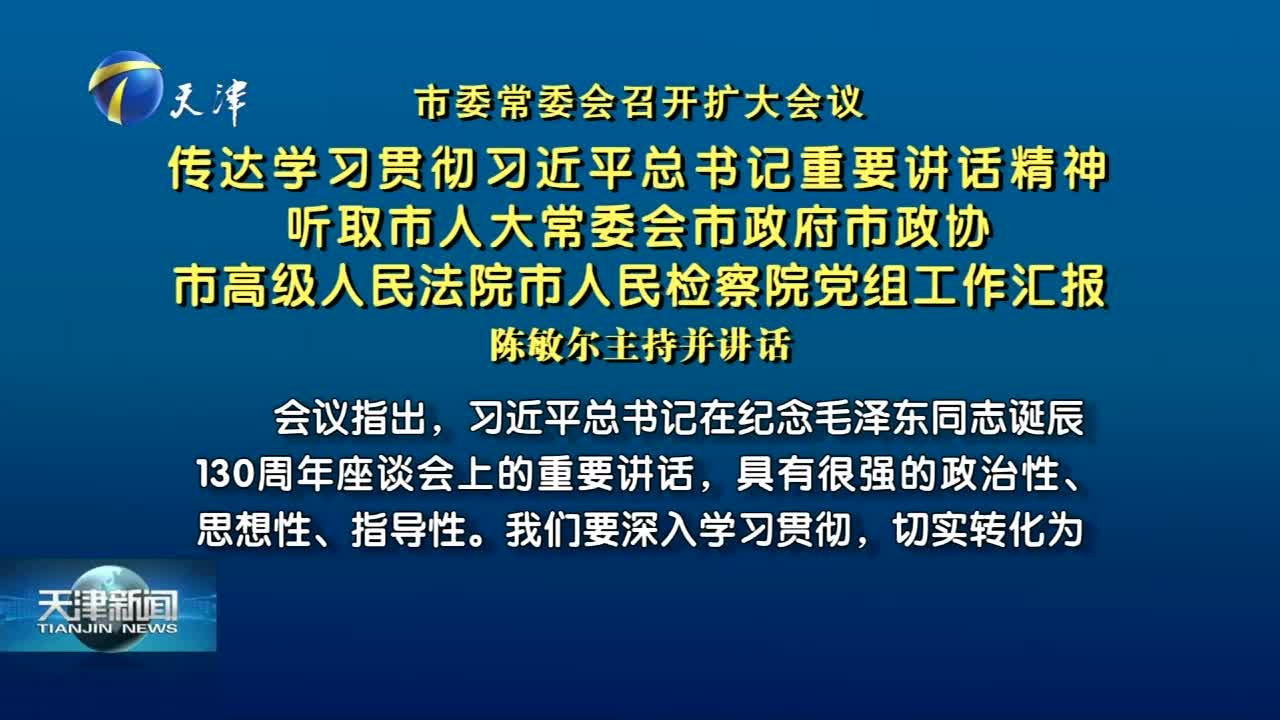 天津
市委常委会召开扩大会议
传达学习贯彻习近平总书记重要讲话精神
听取市人大常委会市政府市政协
市高级人民法院市人民检察院党组工作汇报
陈敏尔主持并讲话
会议指出，习近平总书记在纪念毛泽东同志诞辰
130周年座谈会上的重要讲话，具有很强的政治性、
思想性、指导性。我们要深入学习贯彻，切实转化为
天津新闻
TIANJIN NEWS